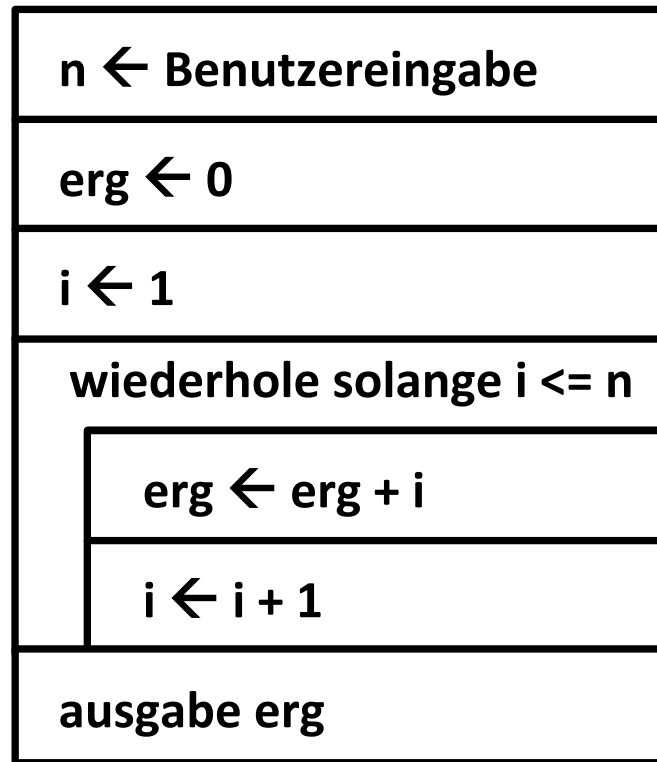 n ← Benutzereingabe
erg ← 0
i ← 1
wiederhole solange i <= n
erg ← erg + i
i ← i + 1
ausgabe erg